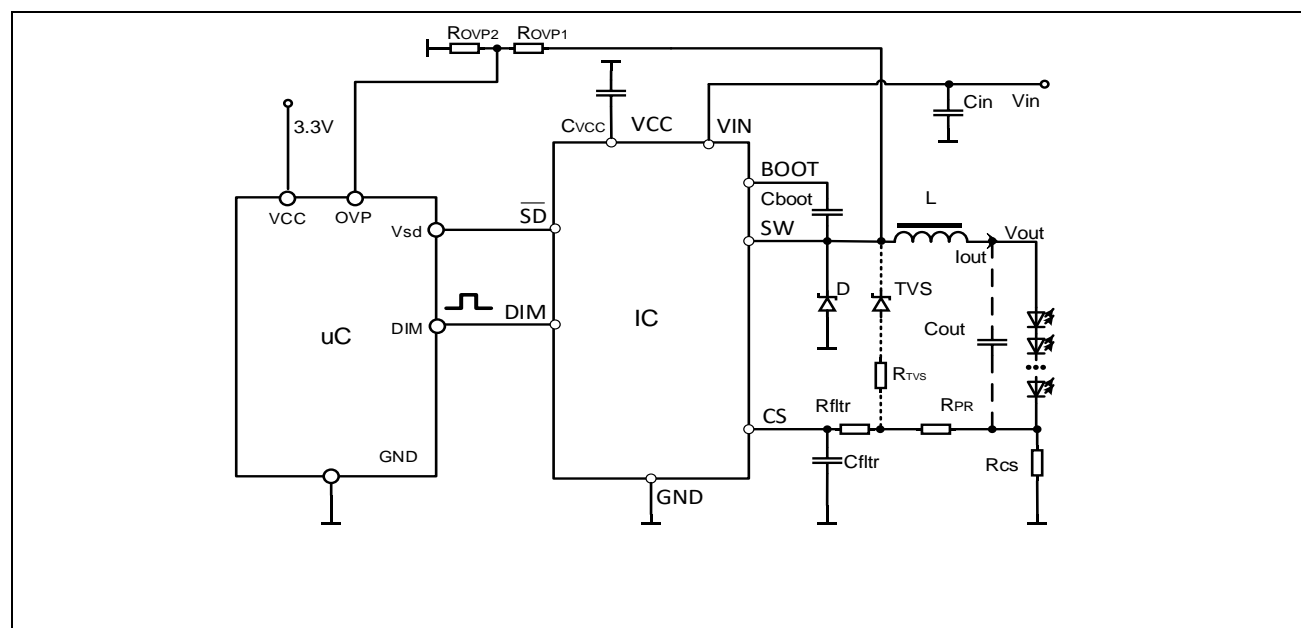 ROVP2 ROVP1
3.3V
CVCC VCC VIN
Cin Vin
VCC OVP
BOOT
Cboot
L
Vsd SD
SW
Vout
Iout
D TVS
uC DIM DIM IC
Cout
RTVS
Rfltr RPR
CS
Cfltr
Rcs
GND
GND